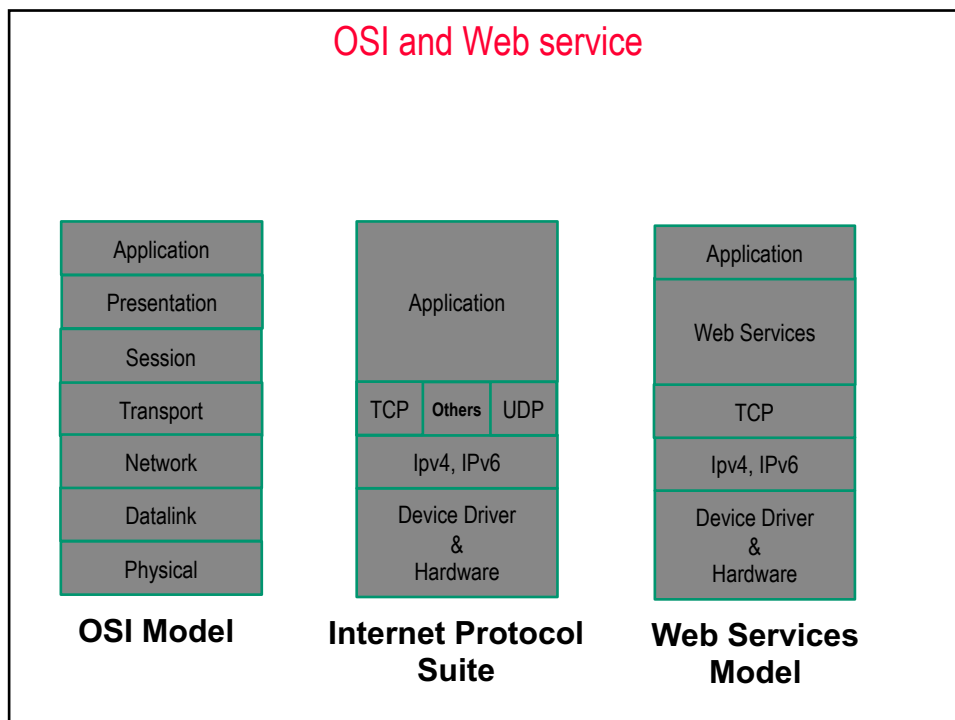 OSI and Web service
Application
Presentation
Session
Transport
Network
Datalink
Physical
OSI Model
Application
TCP Others UDP
Ipv4, IPv6
Device Driver
&
Hardware
Internet Protocol
Suite
Application
Web Services
TCP
Ipv4, IPv6
Device Driver
&
Hardware
Web Services
Model